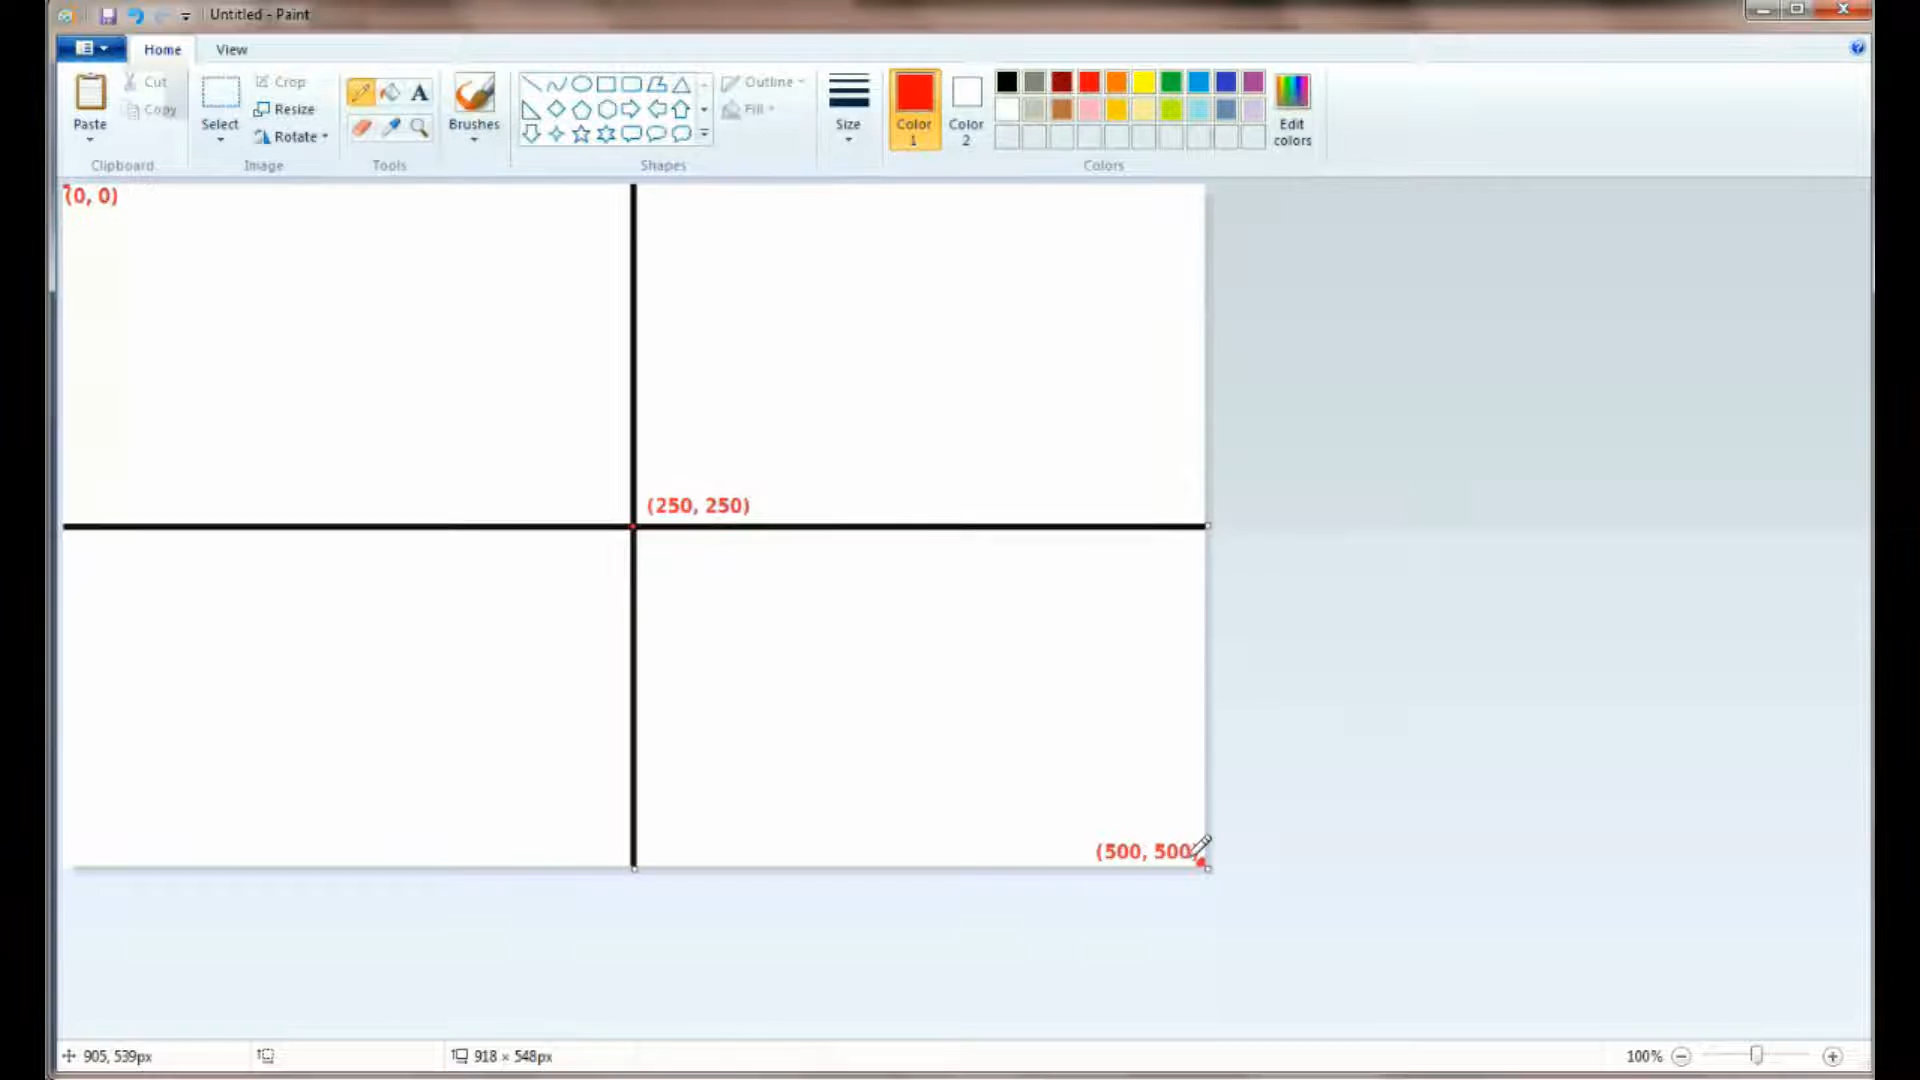 Untitled - Paint
Home View
Paste
Cut
Copy
Clipboard
Select
Crop
Resize
Rotate
Image
A
Tools
Brushes
Shapes
Outline
Fill
Size
Color 1
Color 2
Edit colors
Colors
(0, 0)
(250, 250)
(500, 500)
905, 539px
918 × 548px
100%